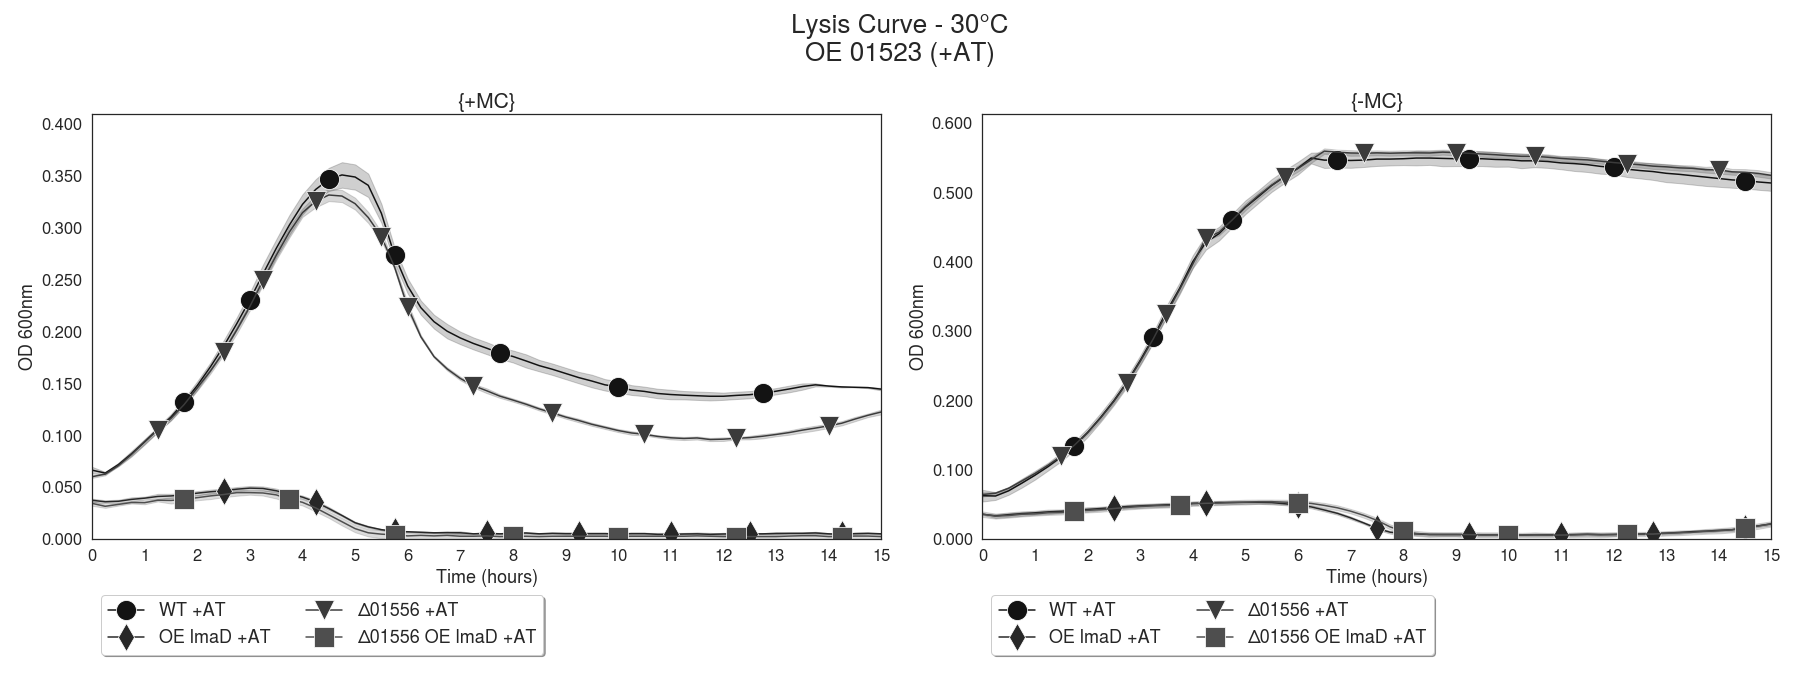 Lysis Curve - 30°C
OE 01523 (+AT)
{+MC}
0.400
0.350
0.300
0.250
0.200
0.150
0.100
0.050
0.000
OD 600nm
0 1 2 3 4 5 6 7 8 9 10 11 12 13 14 15
Time (hours)
WT +AT
Δ01556 +AT
OE lmaD +AT
Δ01556 OE lmaD +AT
{-MC}
0.600
0.500
0.400
0.300
0.200
0.100
0.000
OD 600nm
0 1 2 3 4 5 6 7 8 9 10 11 12 13 14 15
Time (hours)
WT +AT
Δ01556 +AT
OE lmaD +AT
Δ01556 OE lmaD +AT